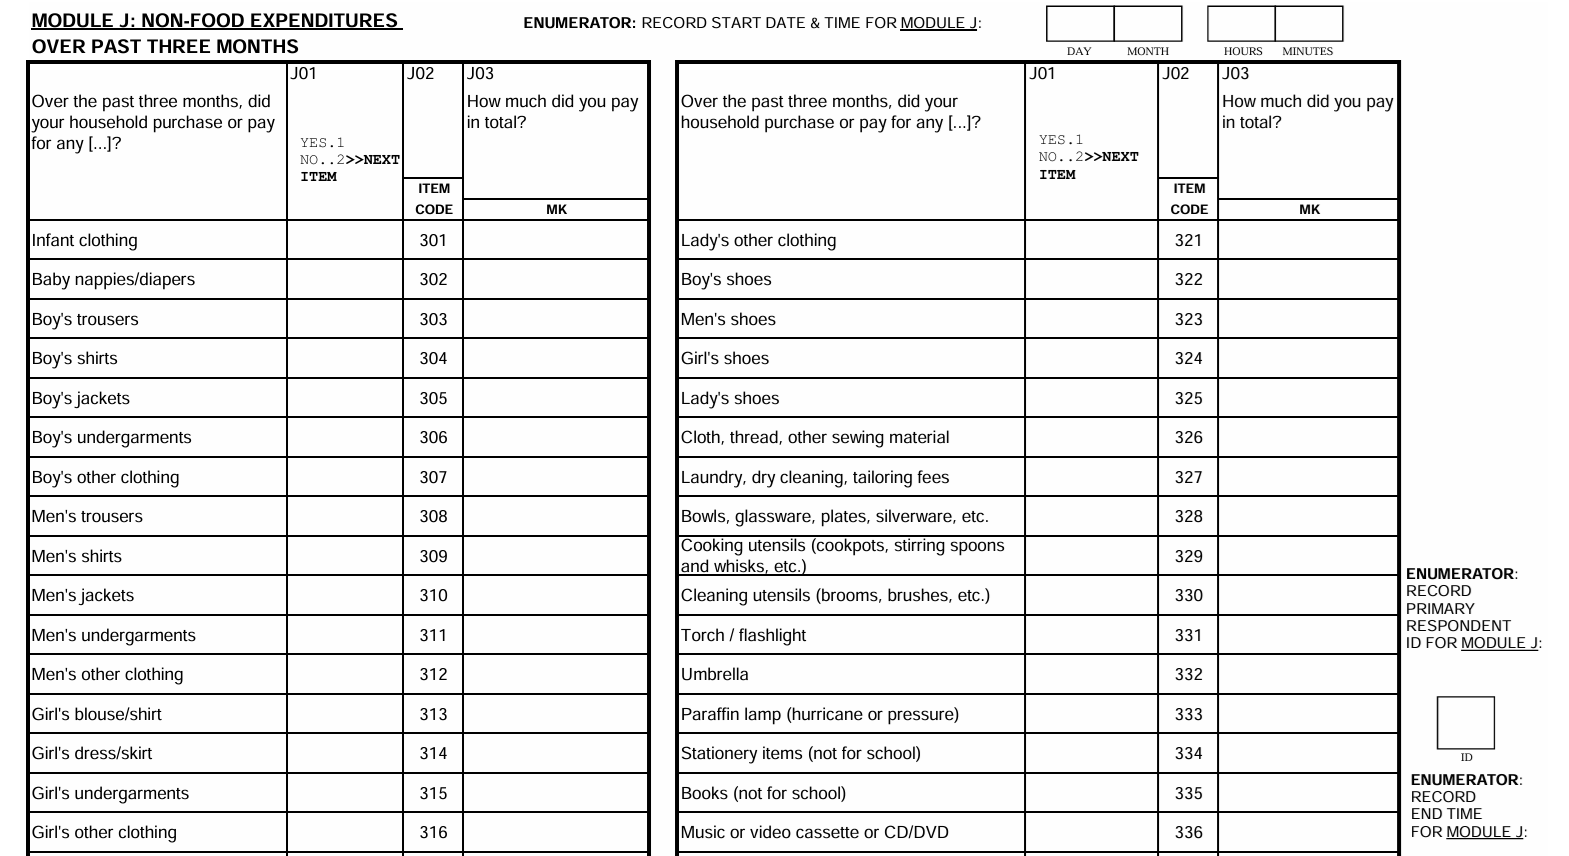 MODULE J: NON-FOOD EXPENDITURES
OVER PAST THREE MONTHS
ENUMERATOR: RECORD START DATE & TIME FOR MODULE J:
DAY MONTH HOURS MINUTES
J01 J02 J03
Over the past three months, did
your household purchase or pay
for any [...]?
YES.1
NO..2>>NEXT
ITEM
How much did you pay
in total?
ITEM
CODE MK
Infant clothing 301
Baby nappies/diapers 302
Boy's trousers 303
Boy's shirts 304
Boy's jackets 305
Boy's undergarments 306
Boy's other clothing 307
Men's trousers 308
Men's shirts 309
Men's jackets 310
Men's undergarments 311
Men's other clothing 312
Girl's blouse/shirt 313
Girl's dress/skirt 314
Girl's undergarments 315
Girl's other clothing 316
J01 J02 J03
Over the past three months, did your
household purchase or pay for any [...]?
YES.1
NO..2>>NEXT
ITEM
How much did you pay
in total?
ITEM
CODE MK
Lady's other clothing 321
Boy's shoes 322
Men's shoes 323
Girl's shoes 324
Lady's shoes 325
Cloth, thread, other sewing material 326
Laundry, dry cleaning, tailoring fees 327
Bowls, glassware, plates, silverware, etc. 328
Cooking utensils (cookpots, stirring spoons
and whisks, etc.) 329
Cleaning utensils (brooms, brushes, etc.) 330
Torch / flashlight 331
Umbrella 332
Paraffin lamp (hurricane or pressure) 333
Stationery items (not for school) 334
Books (not for school) 335
Music or video cassette or CD/DVD 336
ENUMERATOR:
RECORD
PRIMARY
RESPONDENT
ID FOR MODULE J:
ID
ENUMERATOR:
RECORD
END TIME
FOR MODULE J: